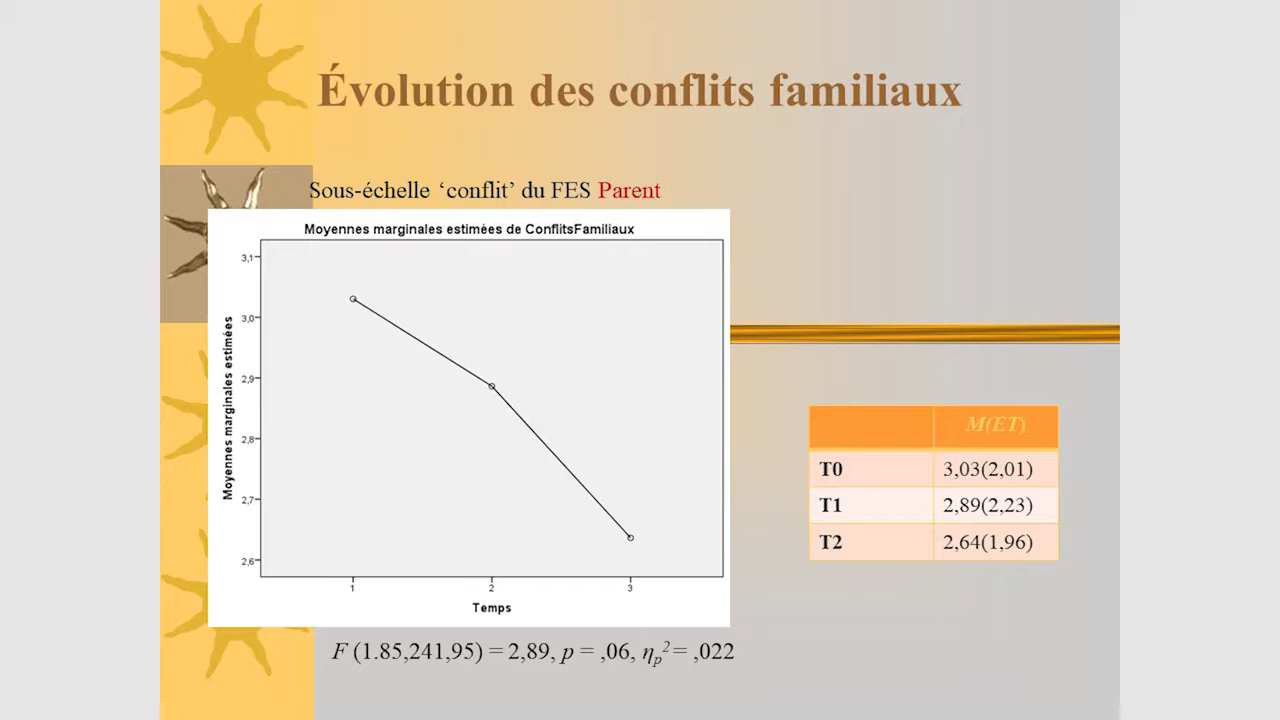 Évolution des conflits familiaux
Sous-échelle ‘conflit’ du FES Parent
Moyennes marginales estimées de ConflitsFamiliaux
Moyennes marginales estimées
3,1
3,0
2,9
2,8
2,7
2,6
1 2 3
Temps
M(ET)
T0 3,03(2,01)
T1 2,89(2,23)
T2 2,64(1,96)
F (1.85,241,95) = 2,89, p = ,06, ηp² = ,022